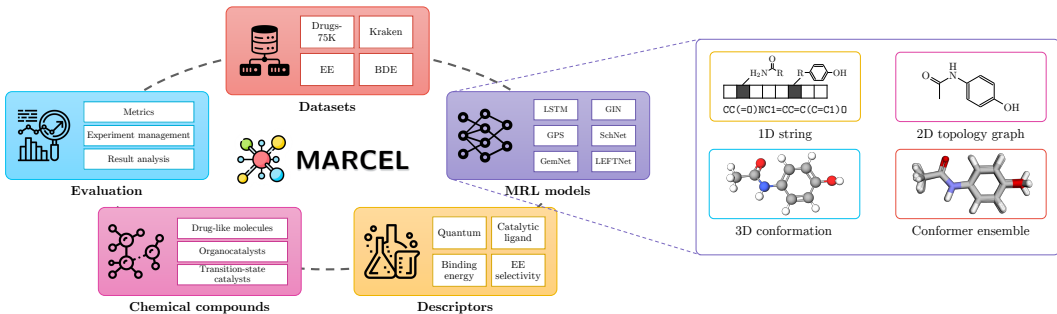 Drugs-
75K
Kraken
EE
BDE
Datasets
Metrics
Experiment management
Result analysis
Evaluation
MARCEL
LSTM
GIN
GPS
SchNet
GemNet
LEFTNet
MRL models
Drug-like molecules
Organocatalysts
Transition-state
catalysts
Chemical compounds
Quantum
Catalytic
ligand
Binding
energy
EE
selectivity
Descriptors
O
H₂N
R
R
OH
CC(=O)NC1=CC=C(C=C1)O
1D string
O
H
N
OH
2D topology graph
3D conformation
Conformer ensemble